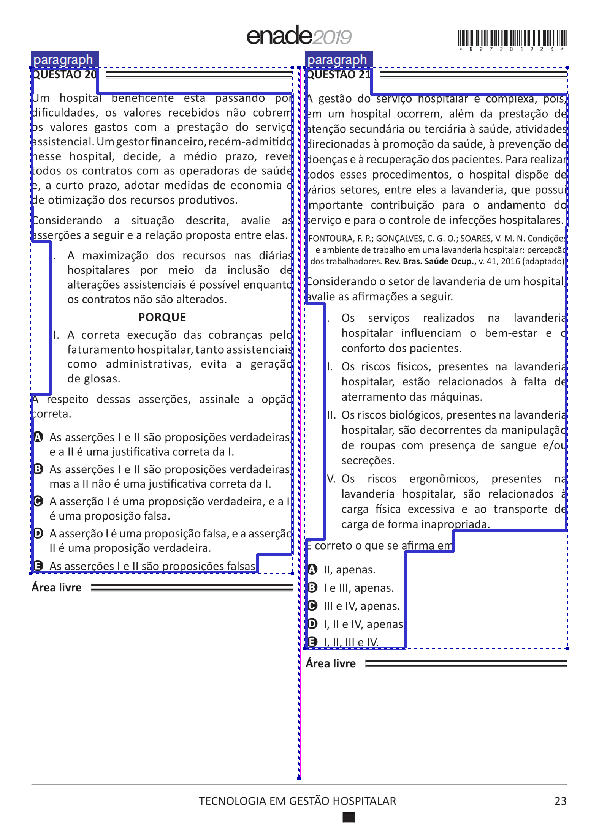 enade2019
paragraph
QUESTÃO 20
Um hospital beneficente está passando por
dificuldades, os valores recebidos não cobrem
os valores gastos com a prestação do serviço
assistencial. Um gestor financeiro, recém-admitido
nesse hospital, decide, a médio prazo, rever
todos os contratos com as operadoras de saúde
e, a curto prazo, adotar medidas de economia e
de otimização dos recursos produtivos.
Considerando a situação descrita, avalie as
asserções a seguir e a relação proposta entre elas.
I. A maximização dos recursos nas diárias
hospitalares por meio da inclusão de
alterações assistenciais é possível enquanto
os contratos não são alterados.
PORQUE
II. A correta execução das cobranças pelo
faturamento hospitalar, tanto assistenciais
como administrativas, evita a geração
de glosas.
A respeito dessas asserções, assinale a opção
correta.
A As asserções I e II são proposições verdadeiras,
e a II é uma justificativa correta da I.
B As asserções I e II são proposições verdadeiras,
mas a II não é uma justificativa correta da I.
C A asserção I é uma proposição verdadeira, e a II
é uma proposição falsa.
D A asserção I é uma proposição falsa, e a asserção
II é uma proposição verdadeira.
E As asserções I e II são proposições falsas.
Área livre
paragraph
QUESTÃO 21
A gestão do serviço hospitalar é complexa, pois,
em um hospital ocorrem, além da prestação de
atenção secundária ou terciária à saúde, atividades
direcionadas à promoção da saúde, à prevenção de
doenças e à recuperação dos pacientes. Para realizar
todos esses procedimentos, o hospital dispõe de
vários setores, entre eles a lavanderia, que possui
importante contribuição para o andamento do
serviço e para o controle de infecções hospitalares.
FONTOURA, F. P.; GONÇALVES, C. G. O.; SOARES, V. M. N. Condições
e ambiente de trabalho em uma lavanderia hospitalar: percepção
dos trabalhadores. Rev. Bras. Saúde Ocup., v. 41, 2016 (adaptado).
Considerando o setor de lavanderia de um hospital,
avalie as afirmações a seguir.
I. Os serviços realizados na lavanderia
hospitalar influenciam o bem-estar e o
conforto dos pacientes.
II. Os riscos físicos, presentes na lavanderia
hospitalar, estão relacionados à falta de
aterramento das máquinas.
III. Os riscos biológicos, presentes na lavanderia
hospitalar, são decorrentes da manipulação
de roupas com presença de sangue e/ou
secreções.
IV. Os riscos ergonômicos, presentes na
lavanderia hospitalar, são relacionados à
carga física excessiva e ao transporte de
carga de forma inapropriada.
É correto o que se afirma em
A II, apenas.
B I e III, apenas.
C III e IV, apenas.
D I, II e IV, apenas.
E I, II, III e IV.
Área livre
TECNOLOGIA EM GESTÃO HOSPITALAR
23